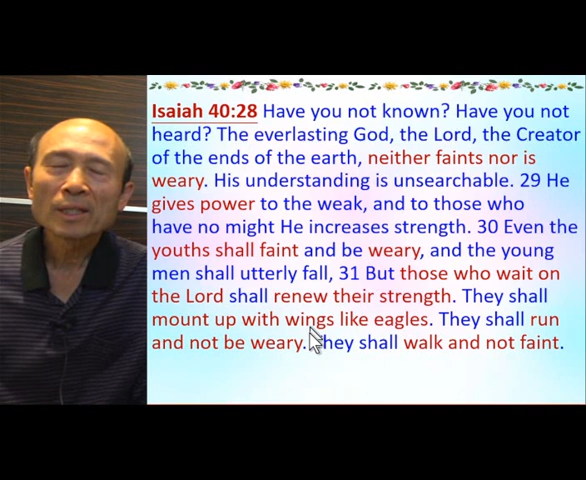 Isaiah 40:28 Have you not known? Have you not
heard? The everlasting God, the Lord, the Creator
of the ends of the earth, neither faints nor is
weary. His understanding is unsearchable. 29 He
gives power to the weak, and to those who
have no might He increases strength. 30 Even the
youths shall faint and be weary, and the young
men shall utterly fall, 31 But those who wait on
the Lord shall renew their strength. They shall
mount up with wings like eagles. They shall run
and not be weary. They shall walk and not faint.